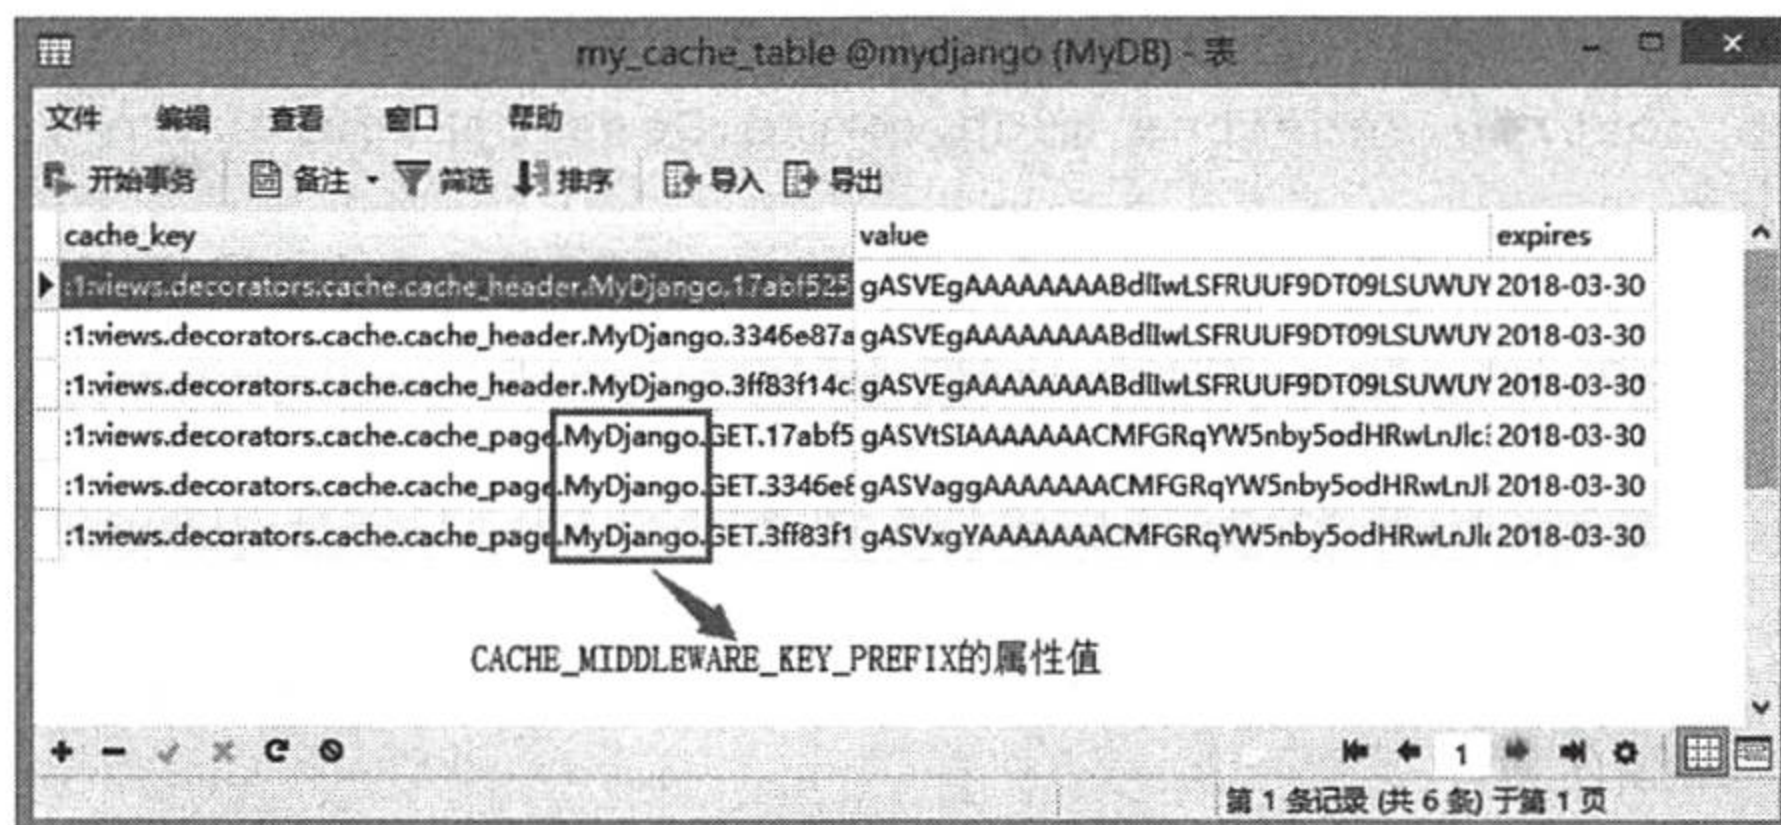 my_cache_table @mydjango (MyDB) - 表
文件 编辑 查看 窗口 帮助
开始事务 备注 筛选 排序 导入 导出
cache_key value expires
:1:views.decorators.cache.cache_header.MyDjango.17abf525 gASVEgAAAAAAAABdlIwLSFRUUF9DT09LSUWUY 2018-03-30
:1:views.decorators.cache.cache_header.MyDjango.3346e87a gASVEgAAAAAAAABdlIwLSFRUUF9DT09LSUWUY 2018-03-30
:1:views.decorators.cache.cache_header.MyDjango.3ff83f14c gASVEgAAAAAAAABdlIwLSFRUUF9DT09LSUWUY 2018-03-30
:1:views.decorators.cache.cache_page.MyDjango.GET.17abf5 gASVtSIAAAAAAACMFGRqYW5nby5odHRwLnJlc 2018-03-30
:1:views.decorators.cache.cache_page.MyDjango.GET.3346e8 gASVaggAAAAAAACMFGRqYW5nby5odHRwLnJl 2018-03-30
:1:views.decorators.cache.cache_page.MyDjango.GET.3ff83f1 gASVxgYAAAAAAACMFGRqYW5nby5odHRwLnJl 2018-03-30
CACHE_MIDDLEWARE_KEY_PREFIX的属性值
1
第 1 条记录 (共 6 条) 于第 1 页